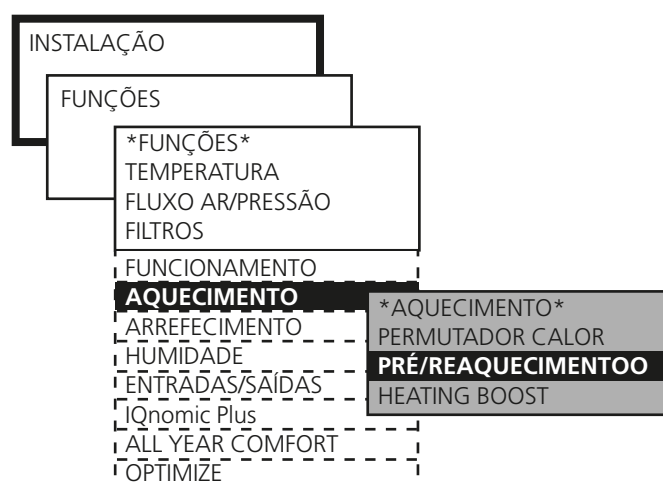 INSTALAÇÃO
FUNÇÕES
*FUNÇÕES*
TEMPERATURA
FLUXO AR/PRESSÃO
FILTROS
FUNCIONAMENTO
AQUECIMENTO
ARREFECIMENTO
HUMIDADE
ENTRADAS/SAÍDAS
IQnomic Plus
ALL YEAR COMFORT
OPTIMIZE
*AQUECIMENTO*
PERMUTADOR CALOR
PRÉ/REAQUECIMENTOO
HEATING BOOST